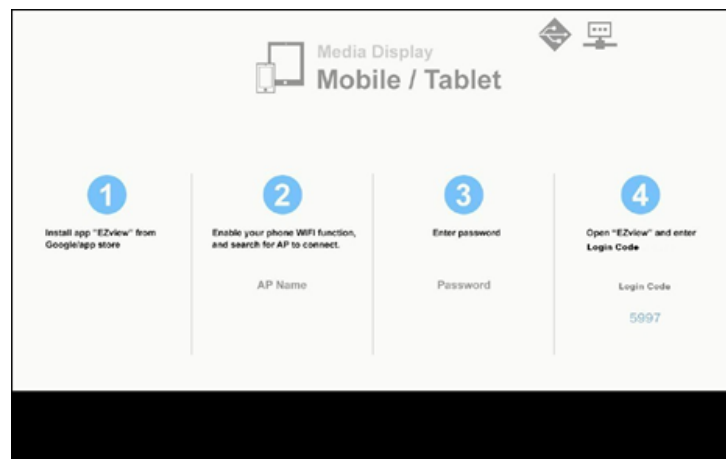 Media Display
Mobile / Tablet
1
Install app "EZview" from
Google/app store
2
Enable your phone WIFI function,
and search for AP to connect.
AP Name
3
Enter password
Password
4
Open "EZview" and enter
Login Code
Login Code
5997